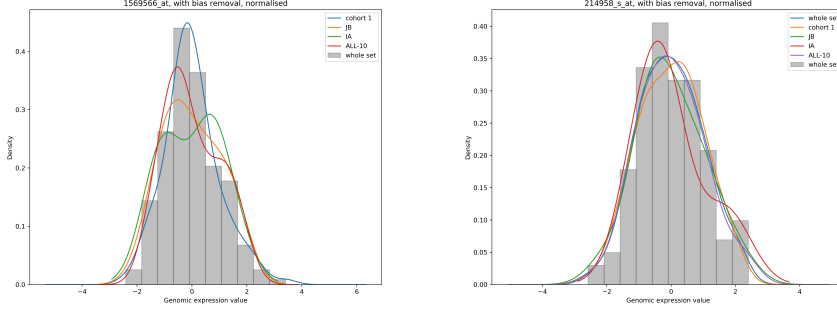 1569566_at, with bias removal, normalised
cohort 1
JB
IA
ALL-10
whole set
Density
0.0
0.1
0.2
0.3
0.4
−4
−2
0
2
4
6
Genomic expression value
214958_s_at, with bias removal, normalised
whole set
cohort 1
JB
IA
ALL-10
whole set
Density
0.00
0.05
0.10
0.15
0.20
0.25
0.30
0.35
0.40
−4
−2
0
2
4
Genomic expression value